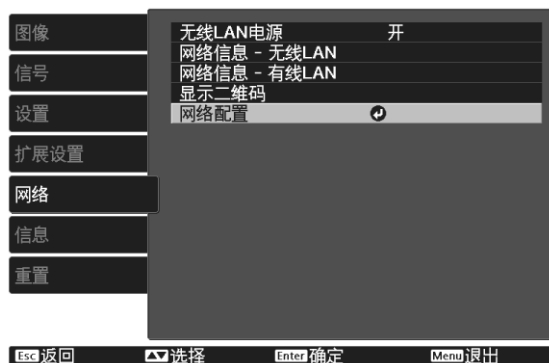 图像
信号
设置
扩展设置
网络
信息
重置
无线LAN电源 开
网络信息 - 无线LAN
网络信息 - 有线LAN
显示二维码
网络配置
Esc 返回 选择 Enter 确定 Menu 退出